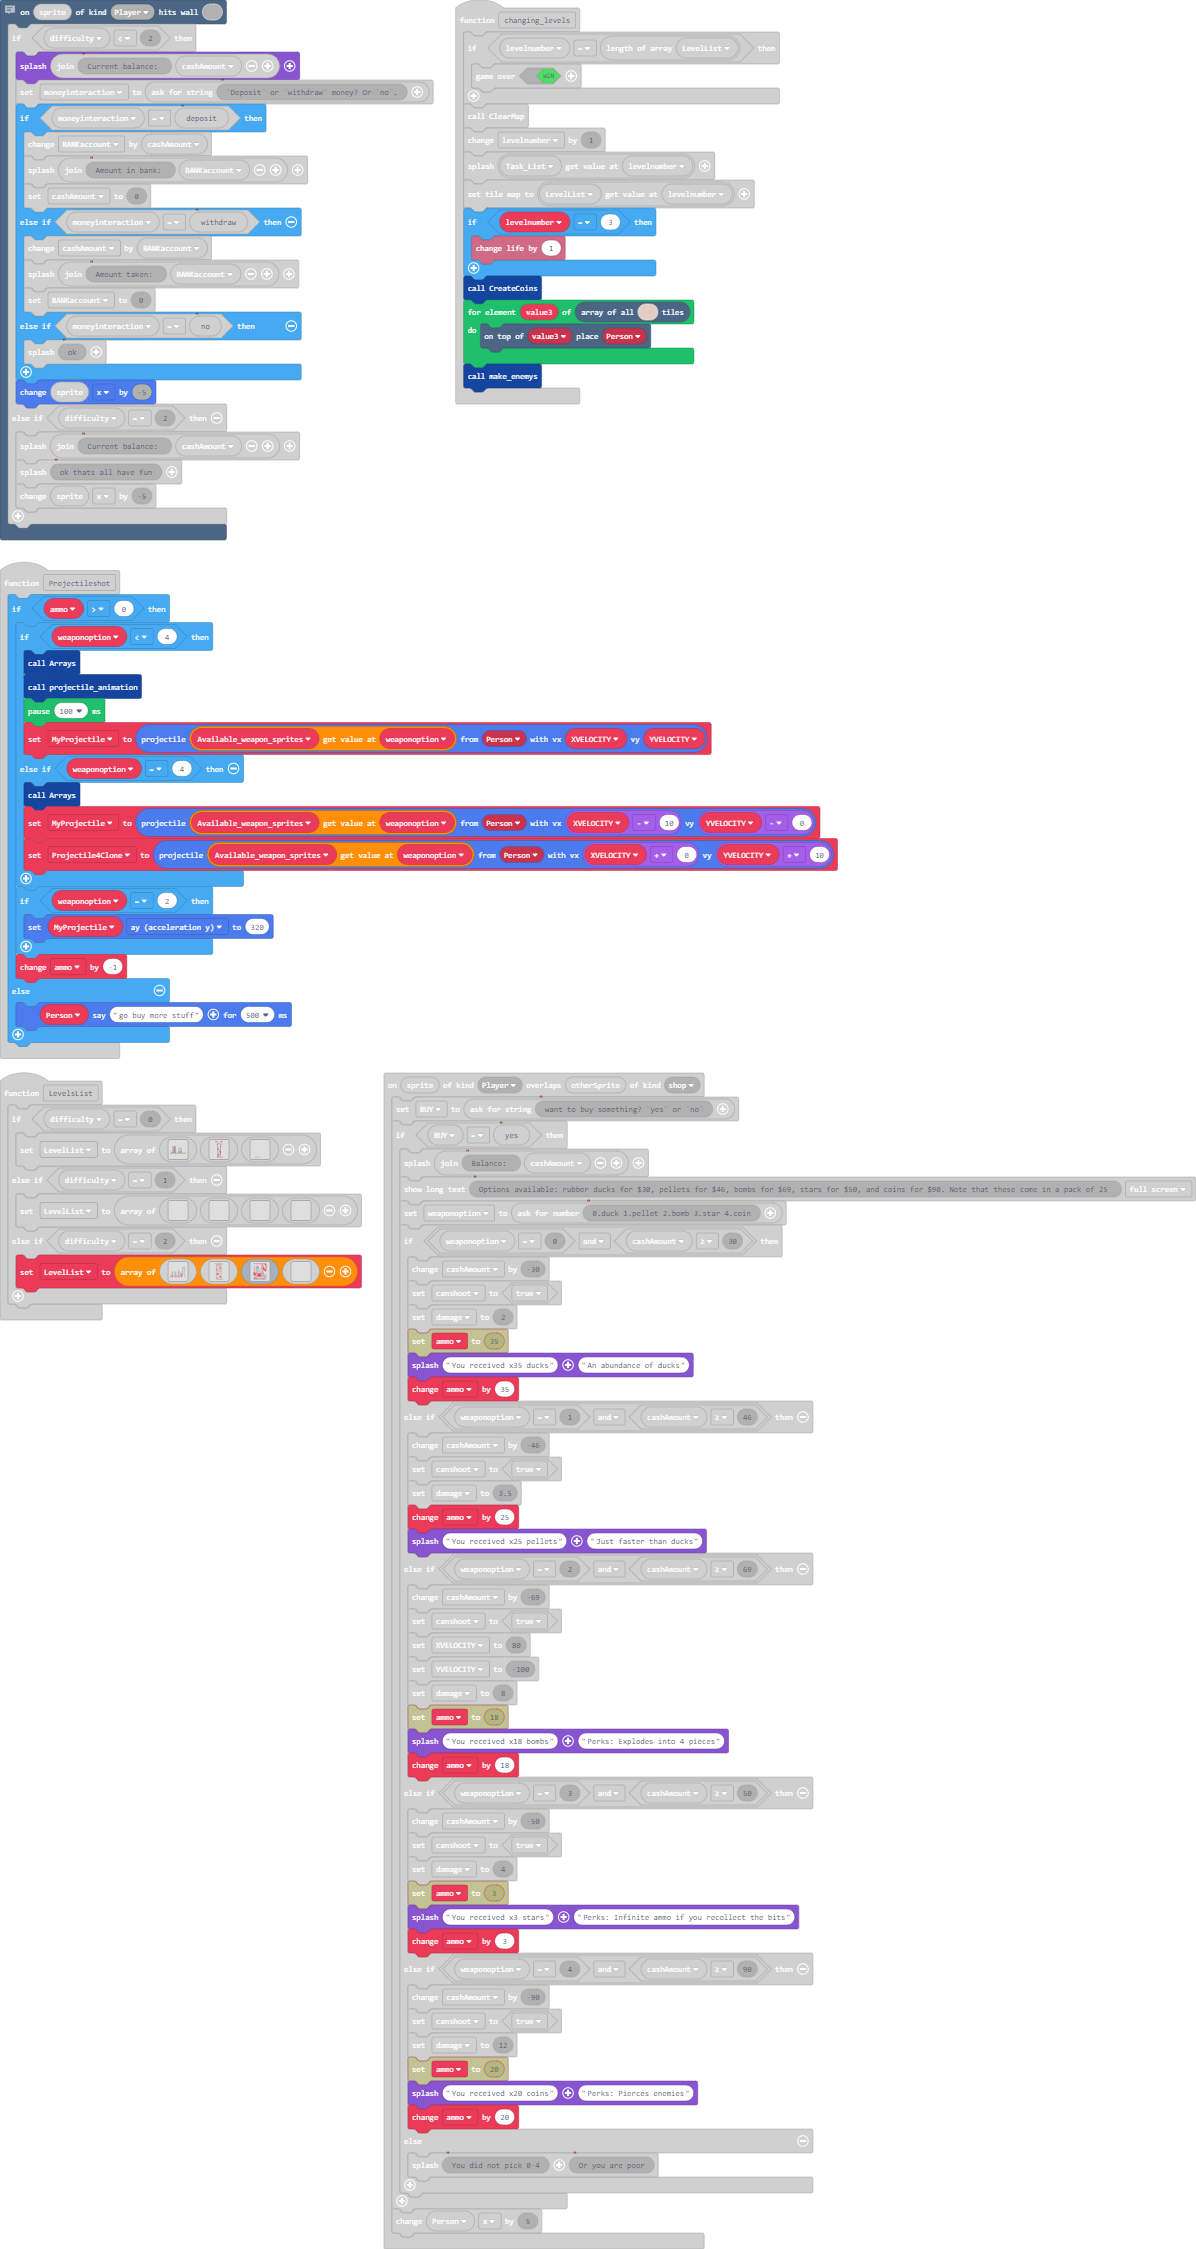 on sprite of kind Player hits wall
if difficulty < 2 then
splash join Current balance: cashAmount
set moneyinteraction to ask for string `Deposit` or `withdraw` money? Or `no`.
if moneyinteraction = deposit then
change BANKaccount by cashAmount
splash join Amount in bank: BANKaccount
set cashAmount to 0
else if moneyinteraction = withdraw then
change cashAmount by BANKaccount
splash join Amount taken: BANKaccount
set BANKaccount to 0
else if moneyinteraction = no then
splash ok
change sprite x by -5
else if difficulty = 2 then
splash join Current balance: cashAmount
splash ok thats all have fun
change sprite x by -5
function changing_levels
if levelnumber = length of array LevelList then
game over WIN
call ClearMap
change levelnumber by 1
splash Task_List get value at levelnumber
set tile map to LevelList get value at levelnumber
if levelnumber = 3 then
change life by 1
call CreateCoins
for element value3 of array of all tiles
do on top of value3 place Person
call make_enemys
function Projectileshot
if ammo > 0 then
if weaponoption < 4 then
call Arrays
call projectile_animation
pause 100 ms
set MyProjectile to projectile Available_weapon_sprites get value at weaponoption from Person with vx XVELOCITY vy YVELOCITY
else if weaponoption = 4 then
call Arrays
set MyProjectile to projectile Available_weapon_sprites get value at weaponoption from Person with vx XVELOCITY - 10 vy YVELOCITY - 0
set Projectile4Clone to projectile Available_weapon_sprites get value at weaponoption from Person with vx XVELOCITY + 0 vy YVELOCITY + 10
if weaponoption = 2 then
set MyProjectile ay (acceleration y) to 320
change ammo by -1
else
Person say "go buy more stuff" for 500 ms
function LevelsList
if difficulty = 0 then
set LevelList to array of
else if difficulty = 1 then
set LevelList to array of
else if difficulty = 2 then
set LevelList to array of
on sprite of kind Player overlaps otherSprite of kind shop
set BUY to ask for string want to buy something? `yes` or `no`
if BUY = yes then
splash join Balance: cashAmount
show long text Options available: rubber ducks for $30, pellets for $46, bombs for $69, stars for $50, and coins for $90. Note that these come in a pack of 25 full screen
set weaponoption to ask for number 0.duck 1.pellet 2.bomb 3.star 4.coin
if weaponoption = 0 and cashAmount ≥ 30 then
change cashAmount by -30
set canshoot to true
set damage to 2
set ammo to 35
splash "You received x35 ducks" "An abundance of ducks"
change ammo by 35
else if weaponoption = 1 and cashAmount ≥ 46 then
change cashAmount by -46
set canshoot to true
set damage to 3.5
change ammo by 25
splash "You received x25 pellets" "Just faster than ducks"
else if weaponoption = 2 and cashAmount ≥ 69 then
change cashAmount by -69
set canshoot to true
set XVELOCITY to 80
set YVELOCITY to -100
set damage to 8
set ammo to 18
splash "You received x18 bombs" "Perks: Explodes into 4 pieces"
change ammo by 18
else if weaponoption = 3 and cashAmount ≥ 50 then
change cashAmount by -50
set canshoot to true
set damage to 4
set ammo to 3
splash "You received x3 stars" "Perks: Infinite ammo if you recollect the bits"
change ammo by 3
else if weaponoption = 4 and cashAmount ≥ 90 then
change cashAmount by -90
set canshoot to true
set damage to 12
set ammo to 20
splash "You received x20 coins" "Perks: Pierces enemies"
change ammo by 20
else
splash You did not pick 0-4 Or you are poor
change Person x by 5